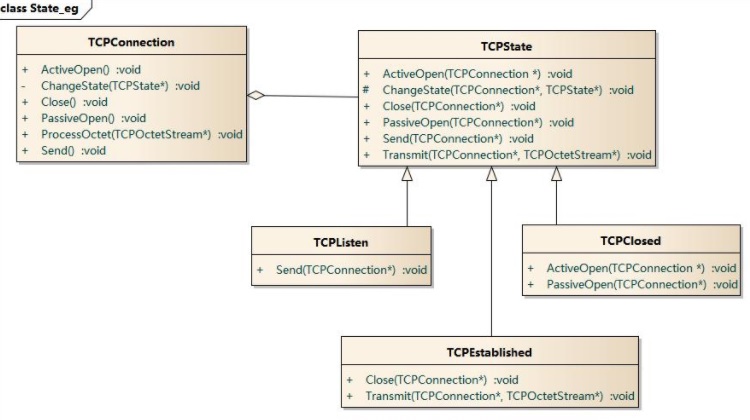 class State_eg
TCPConnection
+ ActiveOpen() :void
- ChangeState(TCPState*) :void
+ Close() :void
+ PassiveOpen() :void
+ ProcessOctet(TCPOctetStream*) :void
+ Send() :void
TCPState
+ ActiveOpen(TCPConnection *) :void
# ChangeState(TCPConnection*, TCPState*) :void
+ Close(TCPConnection*) :void
+ PassiveOpen(TCPConnection*) :void
+ Send(TCPConnection*) :void
+ Transmit(TCPConnection*, TCPOctetStream*) :void
TCPListen
+ Send(TCPConnection*) :void
TCPClosed
+ ActiveOpen(TCPConnection *) :void
+ PassiveOpen(TCPConnection*) :void
TCPEstablished
+ Close(TCPConnection*) :void
+ Transmit(TCPConnection*, TCPOctetStream*) :void